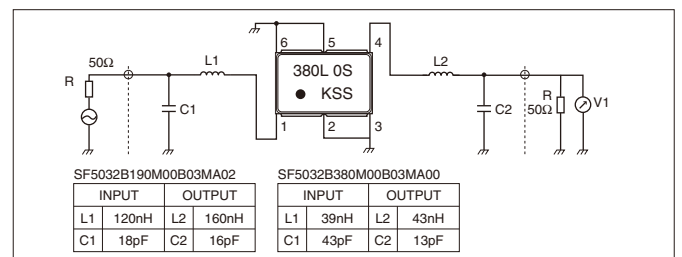 6 5 4
50Ω L1 L2
R 380L 0S
● KSS R
C1 C2 50Ω V1
1 2 3
SF5032B190M00B03MA02
INPUT OUTPUT
L1 120nH L2 160nH
C1 18pF C2 16pF
SF5032B380M00B03MA00
INPUT OUTPUT
L1 39nH L2 43nH
C1 43pF C2 13pF